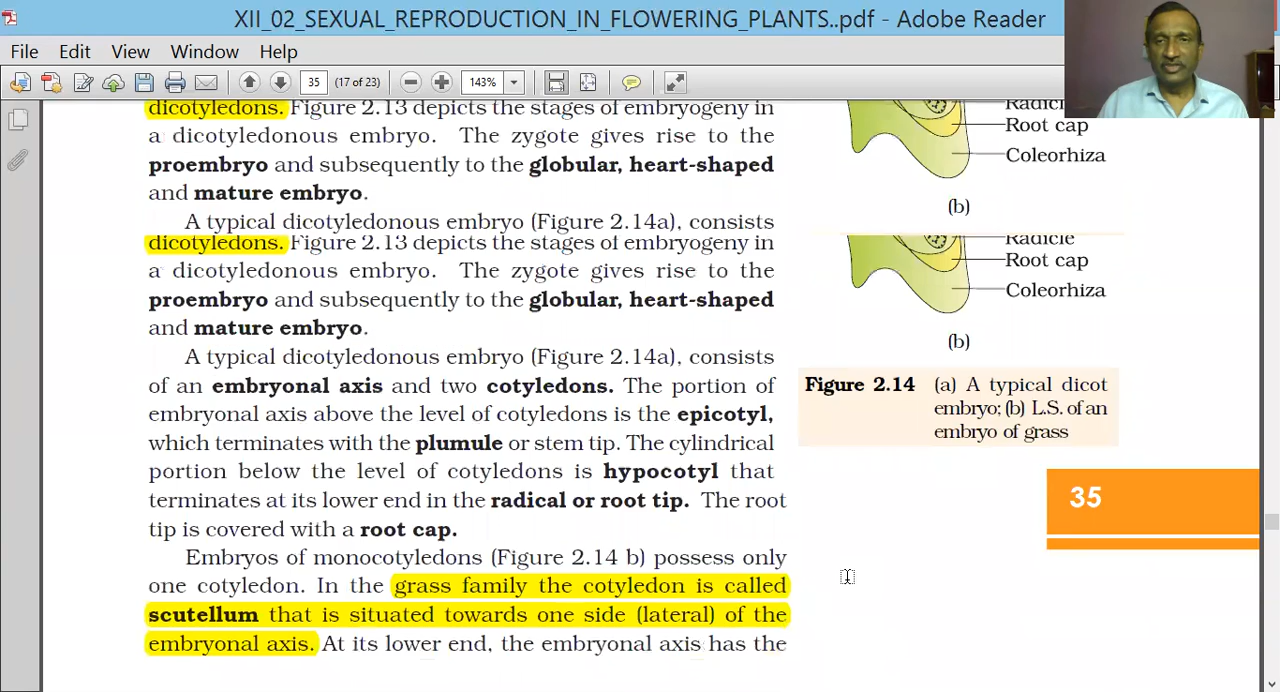 XII_02_SEXUAL_REPRODUCTION_IN_FLOWERING_PLANTS..pdf - Adobe Reader
File Edit View Window Help
35 (17 of 23) 143%
dicotyledons. Figure 2.13 depicts the stages of embryogeny in
a dicotyledonous embryo. The zygote gives rise to the
proembryo and subsequently to the globular, heart-shaped
and mature embryo.
A typical dicotyledonous embryo (Figure 2.14a), consists
dicotyledons. Figure 2.13 depicts the stages of embryogeny in
a dicotyledonous embryo. The zygote gives rise to the
proembryo and subsequently to the globular, heart-shaped
and mature embryo.
A typical dicotyledonous embryo (Figure 2.14a), consists
of an embryonal axis and two cotyledons. The portion of
embryonal axis above the level of cotyledons is the epicotyl,
which terminates with the plumule or stem tip. The cylindrical
portion below the level of cotyledons is hypocotyl that
terminates at its lower end in the radical or root tip. The root
tip is covered with a root cap.
Embryos of monocotyledons (Figure 2.14 b) possess only
one cotyledon. In the grass family the cotyledon is called
scutellum that is situated towards one side (lateral) of the
embryonal axis. At its lower end, the embryonal axis has the
Radicle
Root cap
Coleorhiza
(b)
Radicle
Root cap
Coleorhiza
(b)
Figure 2.14 (a) A typical dicot
embryo; (b) L.S. of an
embryo of grass
35